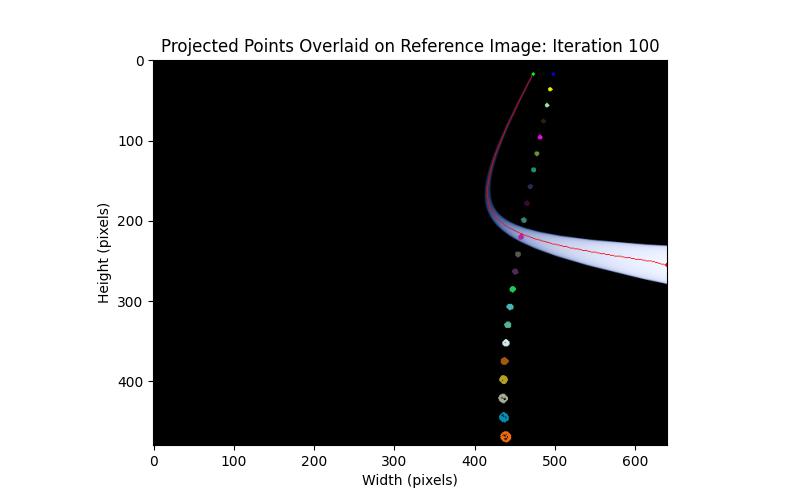 Projected Points Overlaid on Reference Image: Iteration 100
0
100
200
300
400
Height (pixels)
0 100 200 300 400 500 600
Width (pixels)